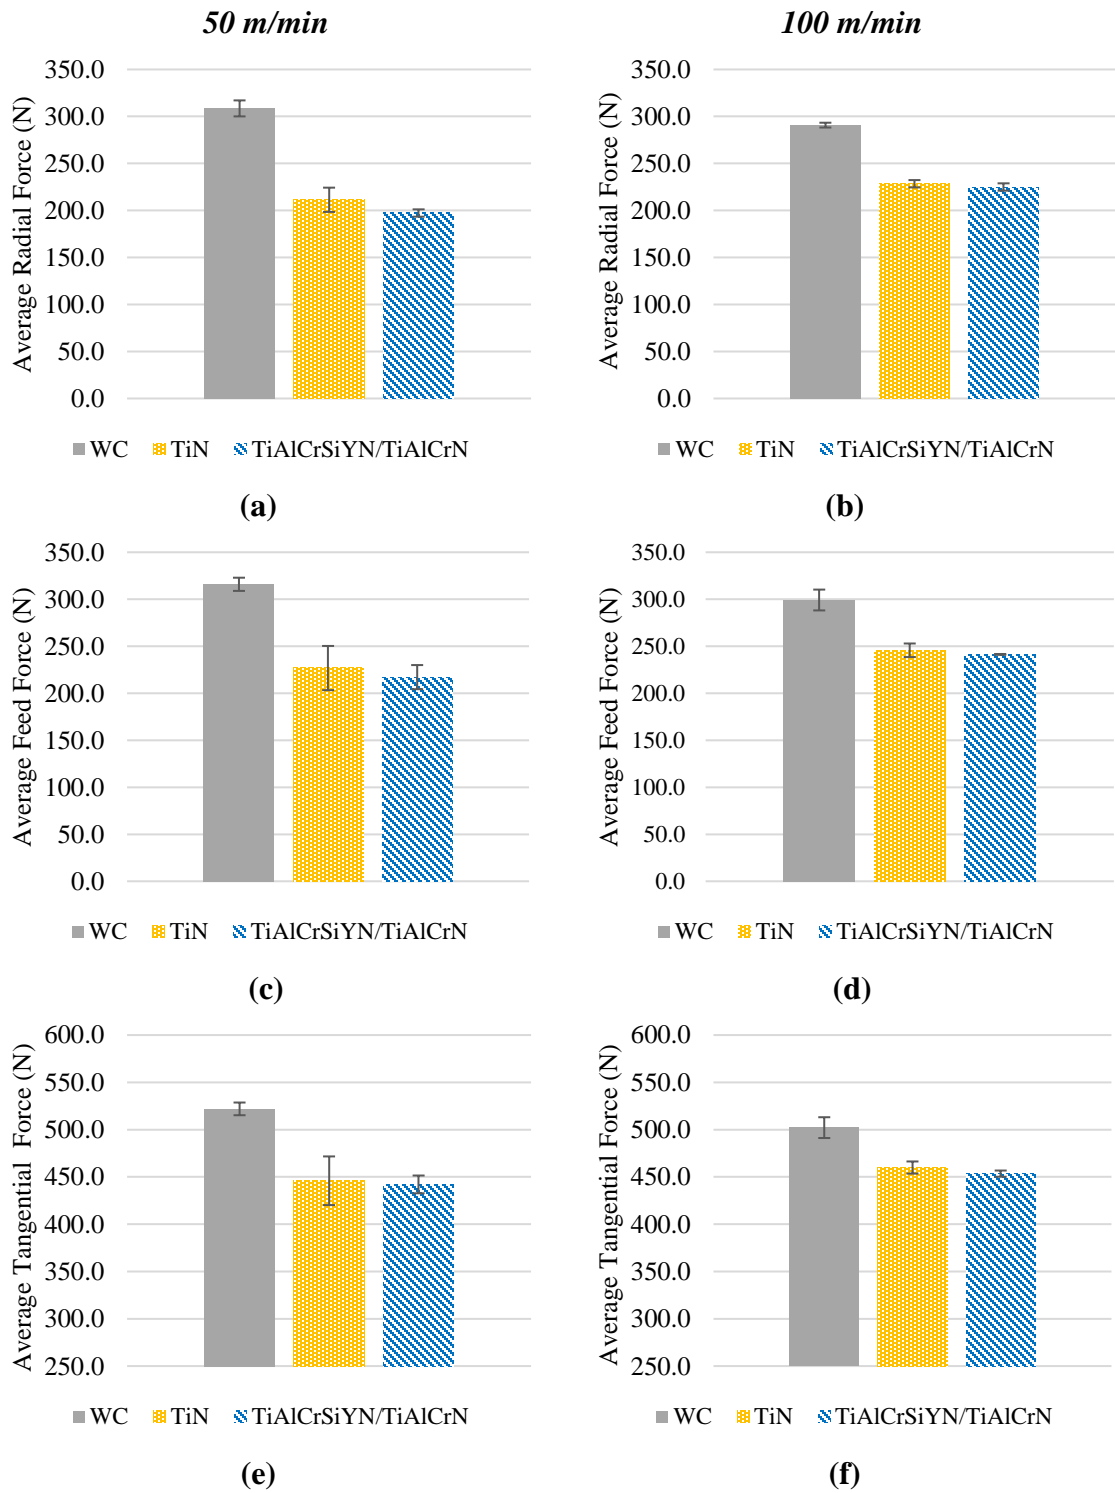 50 m/min
100 m/min
Average Radial Force (N)
350.0
300.0
250.0
200.0
150.0
100.0
50.0
0.0
WC TiN TiAlCrSiYN/TiAlCrN
(a)
Average Radial Force (N)
350.0
300.0
250.0
200.0
150.0
100.0
50.0
0.0
WC TiN TiAlCrSiYN/TiAlCrN
(b)
Average Feed Force (N)
350.0
300.0
250.0
200.0
150.0
100.0
50.0
0.0
WC TiN TiAlCrSiYN/TiAlCrN
(c)
Average Feed Force (N)
350.0
300.0
250.0
200.0
150.0
100.0
50.0
0.0
WC TiN TiAlCrSiYN/TiAlCrN
(d)
Average Tangential Force (N)
600.0
550.0
500.0
450.0
400.0
350.0
300.0
250.0
WC TiN TiAlCrSiYN/TiAlCrN
(e)
Average Tangential Force (N)
600.0
550.0
500.0
450.0
400.0
350.0
300.0
250.0
WC TiN TiAlCrSiYN/TiAlCrN
(f)